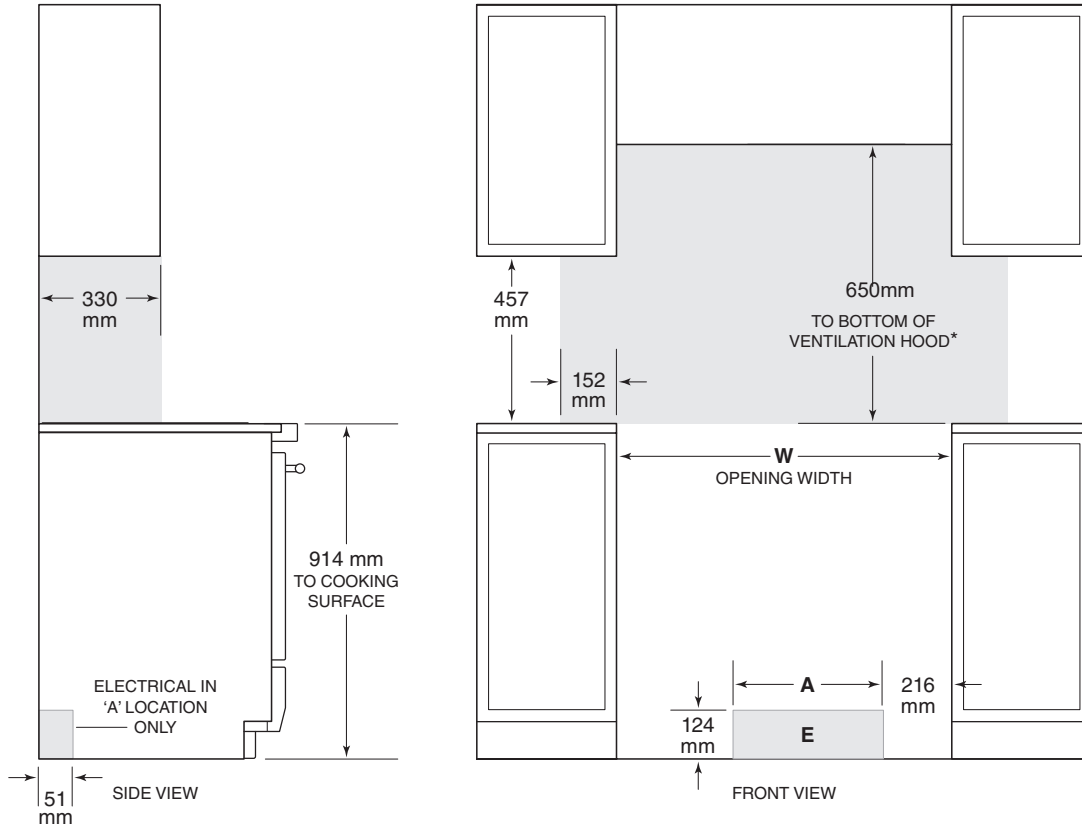 330
mm
914 mm
TO COOKING
SURFACE
ELECTRICAL IN
‘A’ LOCATION
ONLY
51
mm
SIDE VIEW
457
mm
650mm
TO BOTTOM OF
VENTILATION HOOD*
152
mm
W
OPENING WIDTH
A
216
mm
124
mm
E
FRONT VIEW